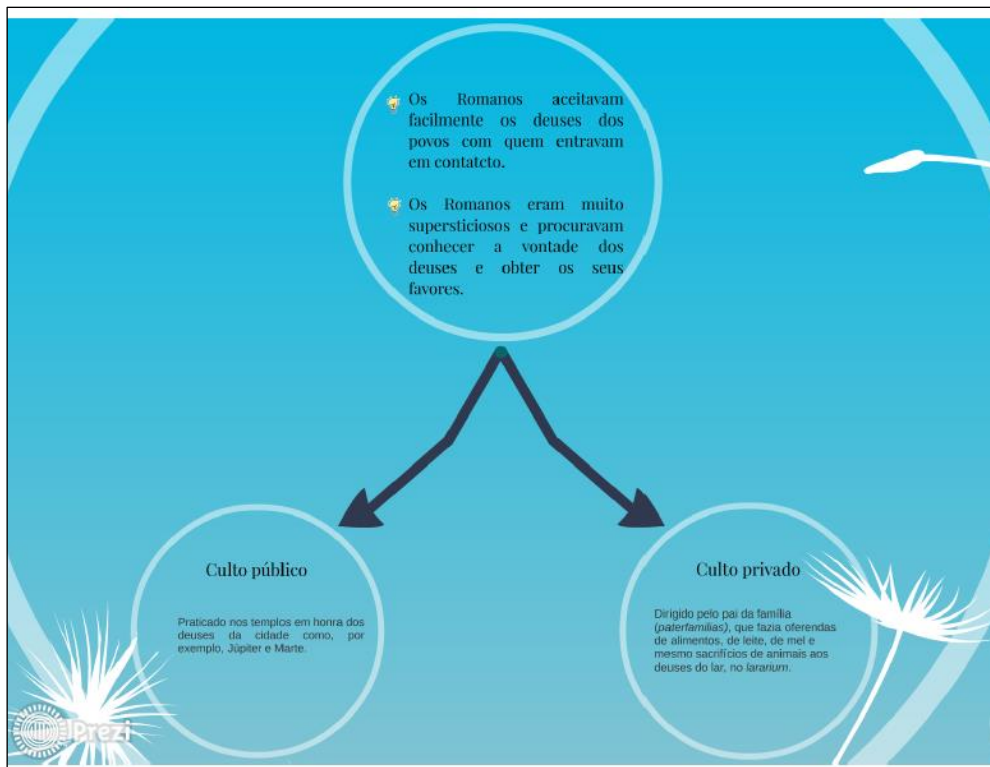 Os Romanos aceitavam
facilmente os deuses dos
povos com quem entravam
em contatcto.
Os Romanos eram muito
supersticiosos e procuravam
conhecer a vontade dos
deuses e obter os seus
favores.
Culto público
Praticado nos templos em honra dos
deuses da cidade como, por
exemplo, Júpiter e Marte.
Culto privado
Dirigido pelo pai da família
(paterfamilias), que fazia oferendas
de alimentos, de leite, de mel e
mesmo sacrifícios de animais aos
deuses do lar, no lararium.
Prezi